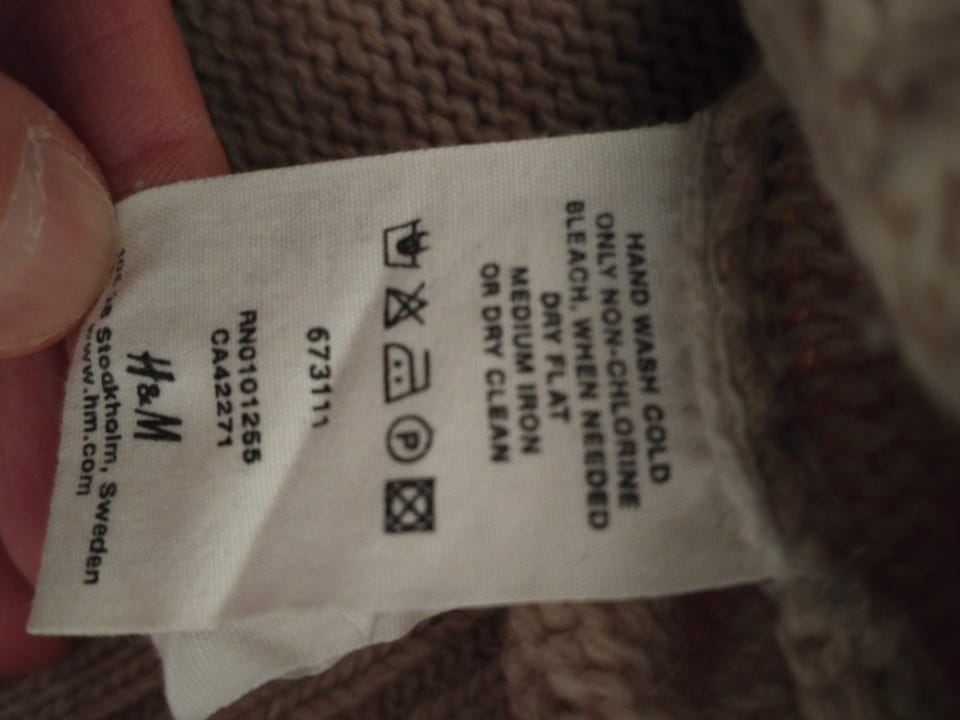 HAND WASH COLD
ONLY NON-CHLORINE
BLEACH, WHEN NEEDED
DRY FLAT
MEDIUM IRON
OR DRY CLEAN
P
673111
RN0101255
CA42271
H&M
Stockholm, Sweden
www.hm.com